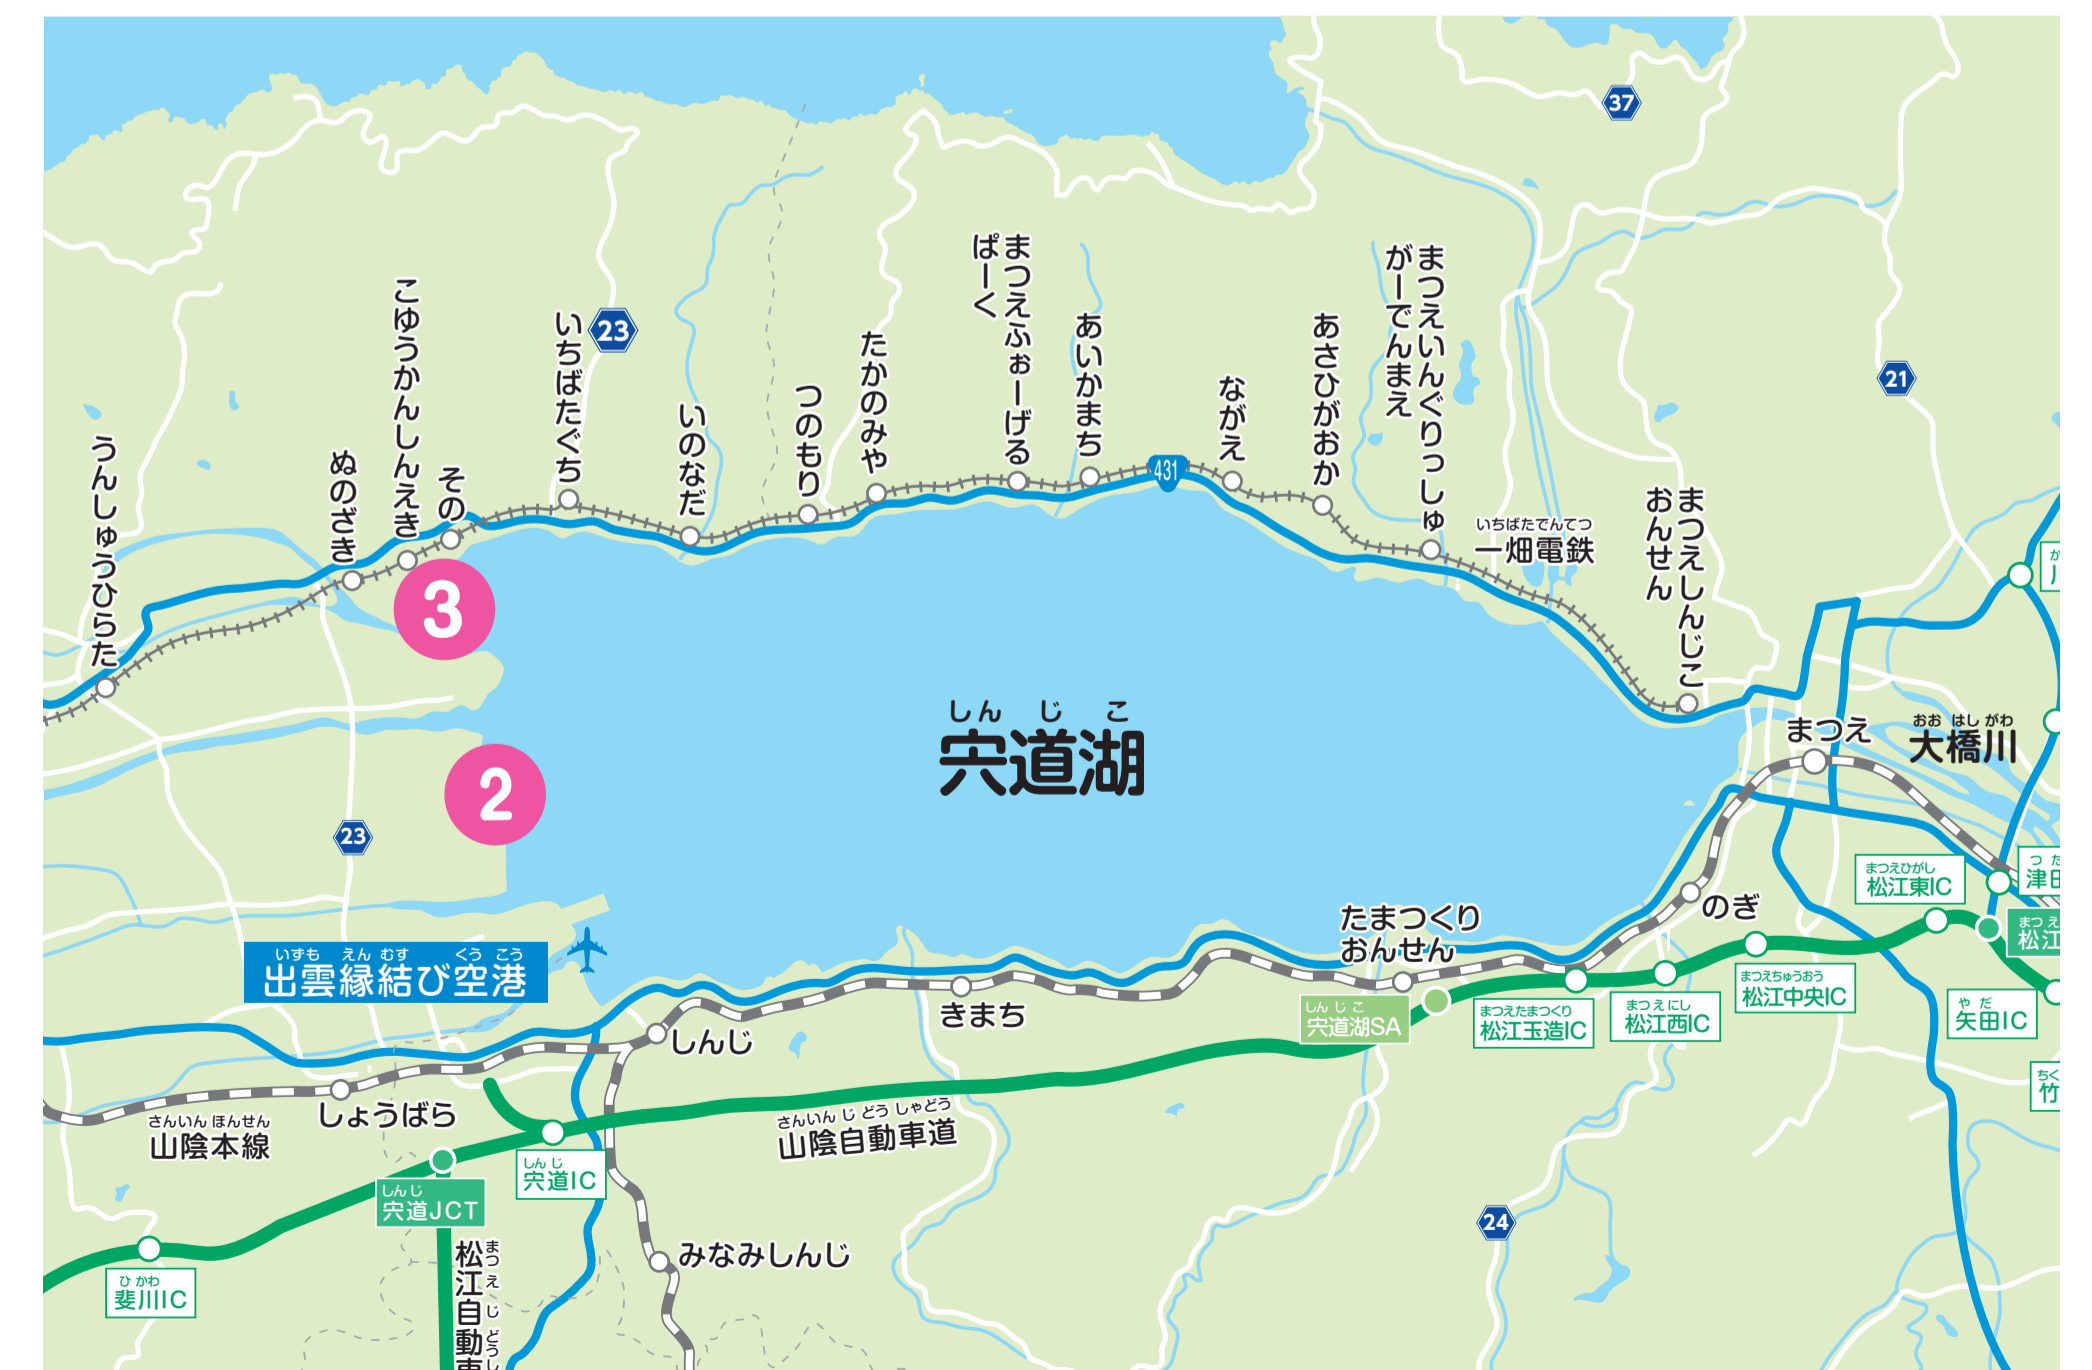 37
23
21
まつえふぉーげる
ぱーく
まつえいんぐりっしゅ
がーでんまえ
こゆうかんしんえき
いちばたぐち
いのなだ
つのもり
たかのみや
あいかまち
ながえ
あさひがおか
431
うんしゅうひらた
ぬのざき
その
いちばたでんてつ
一畑電鉄
まつえしんじこ
おんせん
か
川
3
しんじこ
宍道湖
2
23
まつえ
おお はし がわ
大橋川
まつえひがし
松江東IC
つ だ
津田
のぎ
たまつくり
おんせん
いずも えん むす くう こう
出雲縁結び空港
まつ え
松江
まつえちゅうおう
松江中央IC
まつ え にし
松江西IC
まつえたまつくり
松江玉造IC
しん じ こ
宍道湖SA
や だ
矢田IC
きまち
しんじ
ちく
竹
しょうばら
さんいん ほんせん
山陰本線
さんいん じ どう しゃどう
山陰自動車道
しん じ
宍道IC
しん じ
宍道JCT
24
みなみしんじ
まつ え じ どうし
松江自動車
ひ かわ
斐川IC